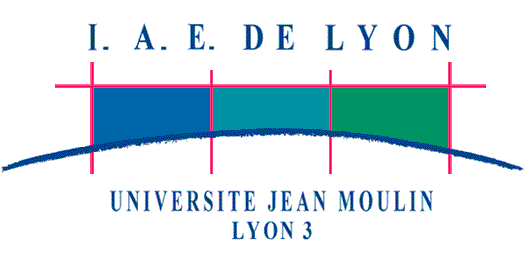 I. A. E. DE LYON
UNIVERSITE JEAN MOULIN
LYON 3